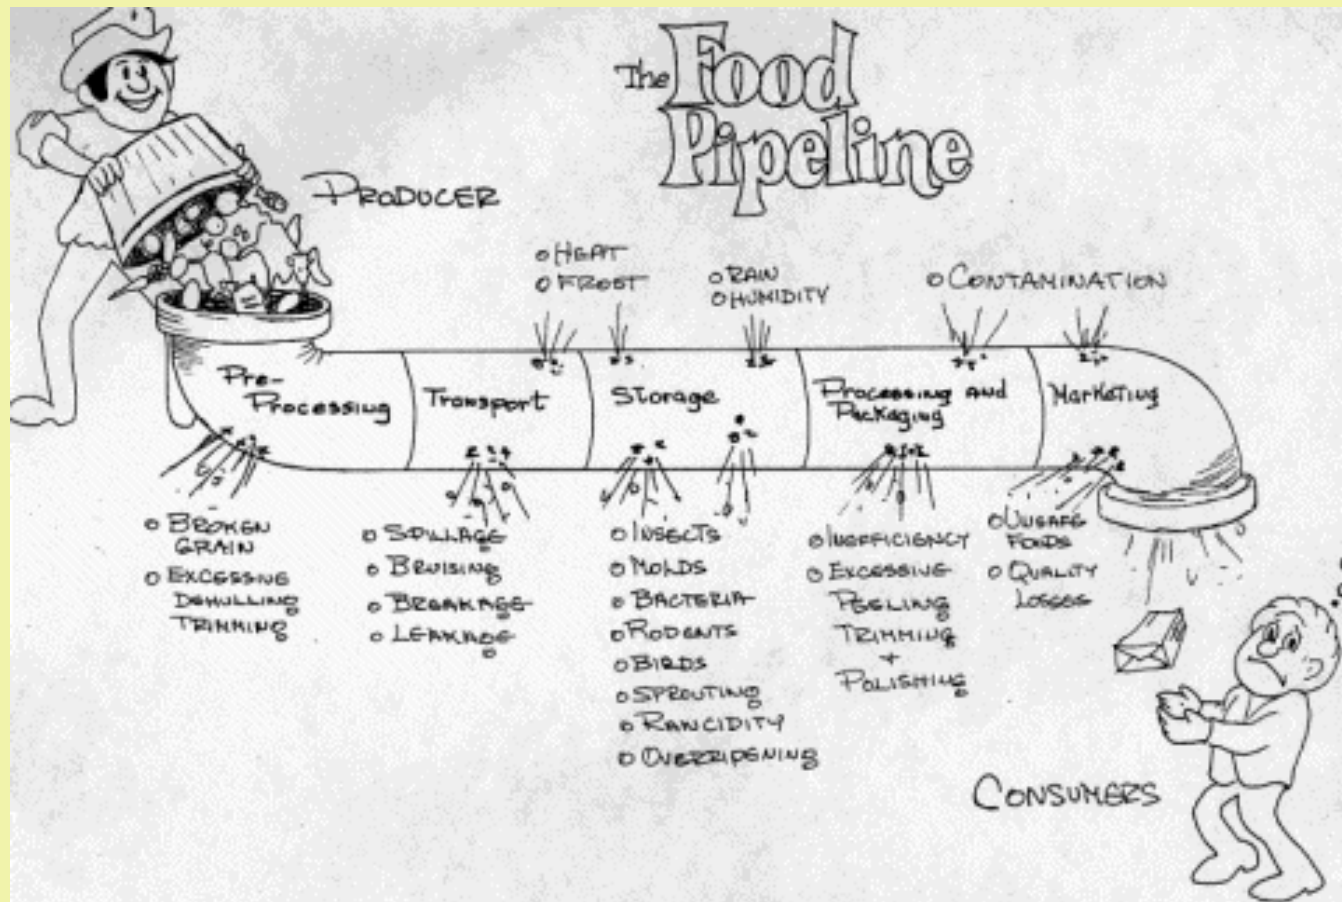 The Food
Pipeline
PRODUCER
o HEAT
o FROST
o RAIN
o HUMIDITY
o CONTAMINATION
Pre-
Processing
Transport
Storage
Processing and
Packaging
Marketing
o BROKEN
GRAIN
o EXCESSING
DEHULLING
TRIMMING
o SPILLAGE
o BRUISING
o BREAKAGE
o LEAKAGE
o INSECTS
o MOLDS
o BACTERIA
o RODENTS
o BIRDS
o SPROUTING
o RANCIDITY
o OVERRIPENING
o INEFFICIENCY
o EXCESSIVE
PEELING
TRIMMING
+
POLISHING
o UNSAFE
FOODS
o QUALITY
LOSSES
CONSUMERS